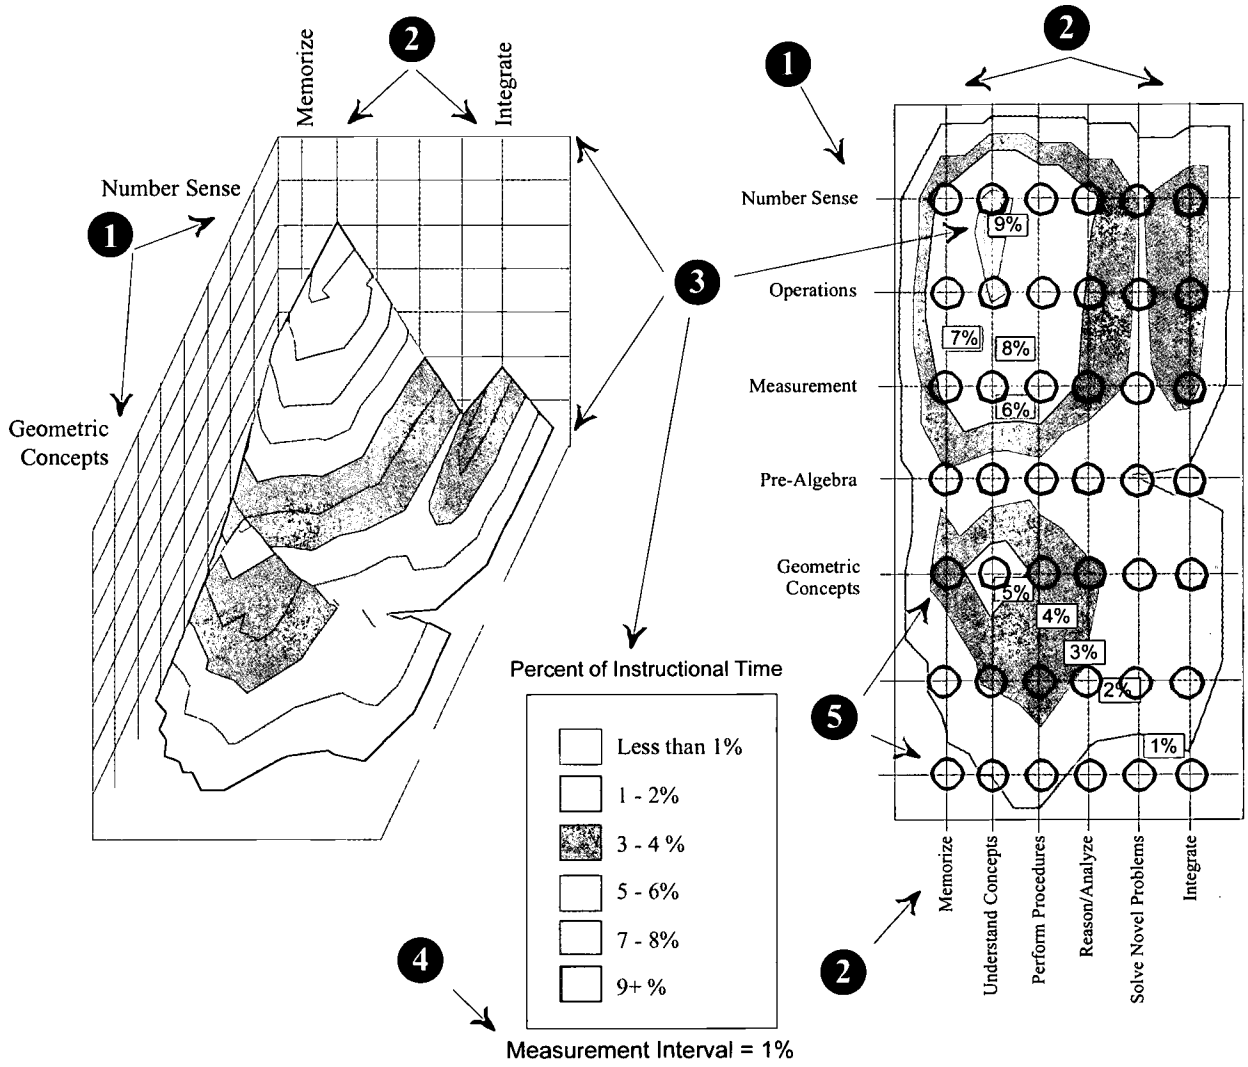 2
Memorize
Integrate
Number Sense
1
Geometric
Concepts
3
Percent of Instructional Time
Less than 1%
1 - 2%
3 - 4 %
5 - 6%
7 - 8%
9+ %
4
Measurement Interval = 1%
2
1
Number Sense
9%
Operations
7%
8%
Measurement
6%
Pre-Algebra
Geometric
Concepts
5%
4%
3%
2%
5
1%
Memorize
Understand Concepts
Perform Procedures
Reason/Analyze
Solve Novel Problems
Integrate
2